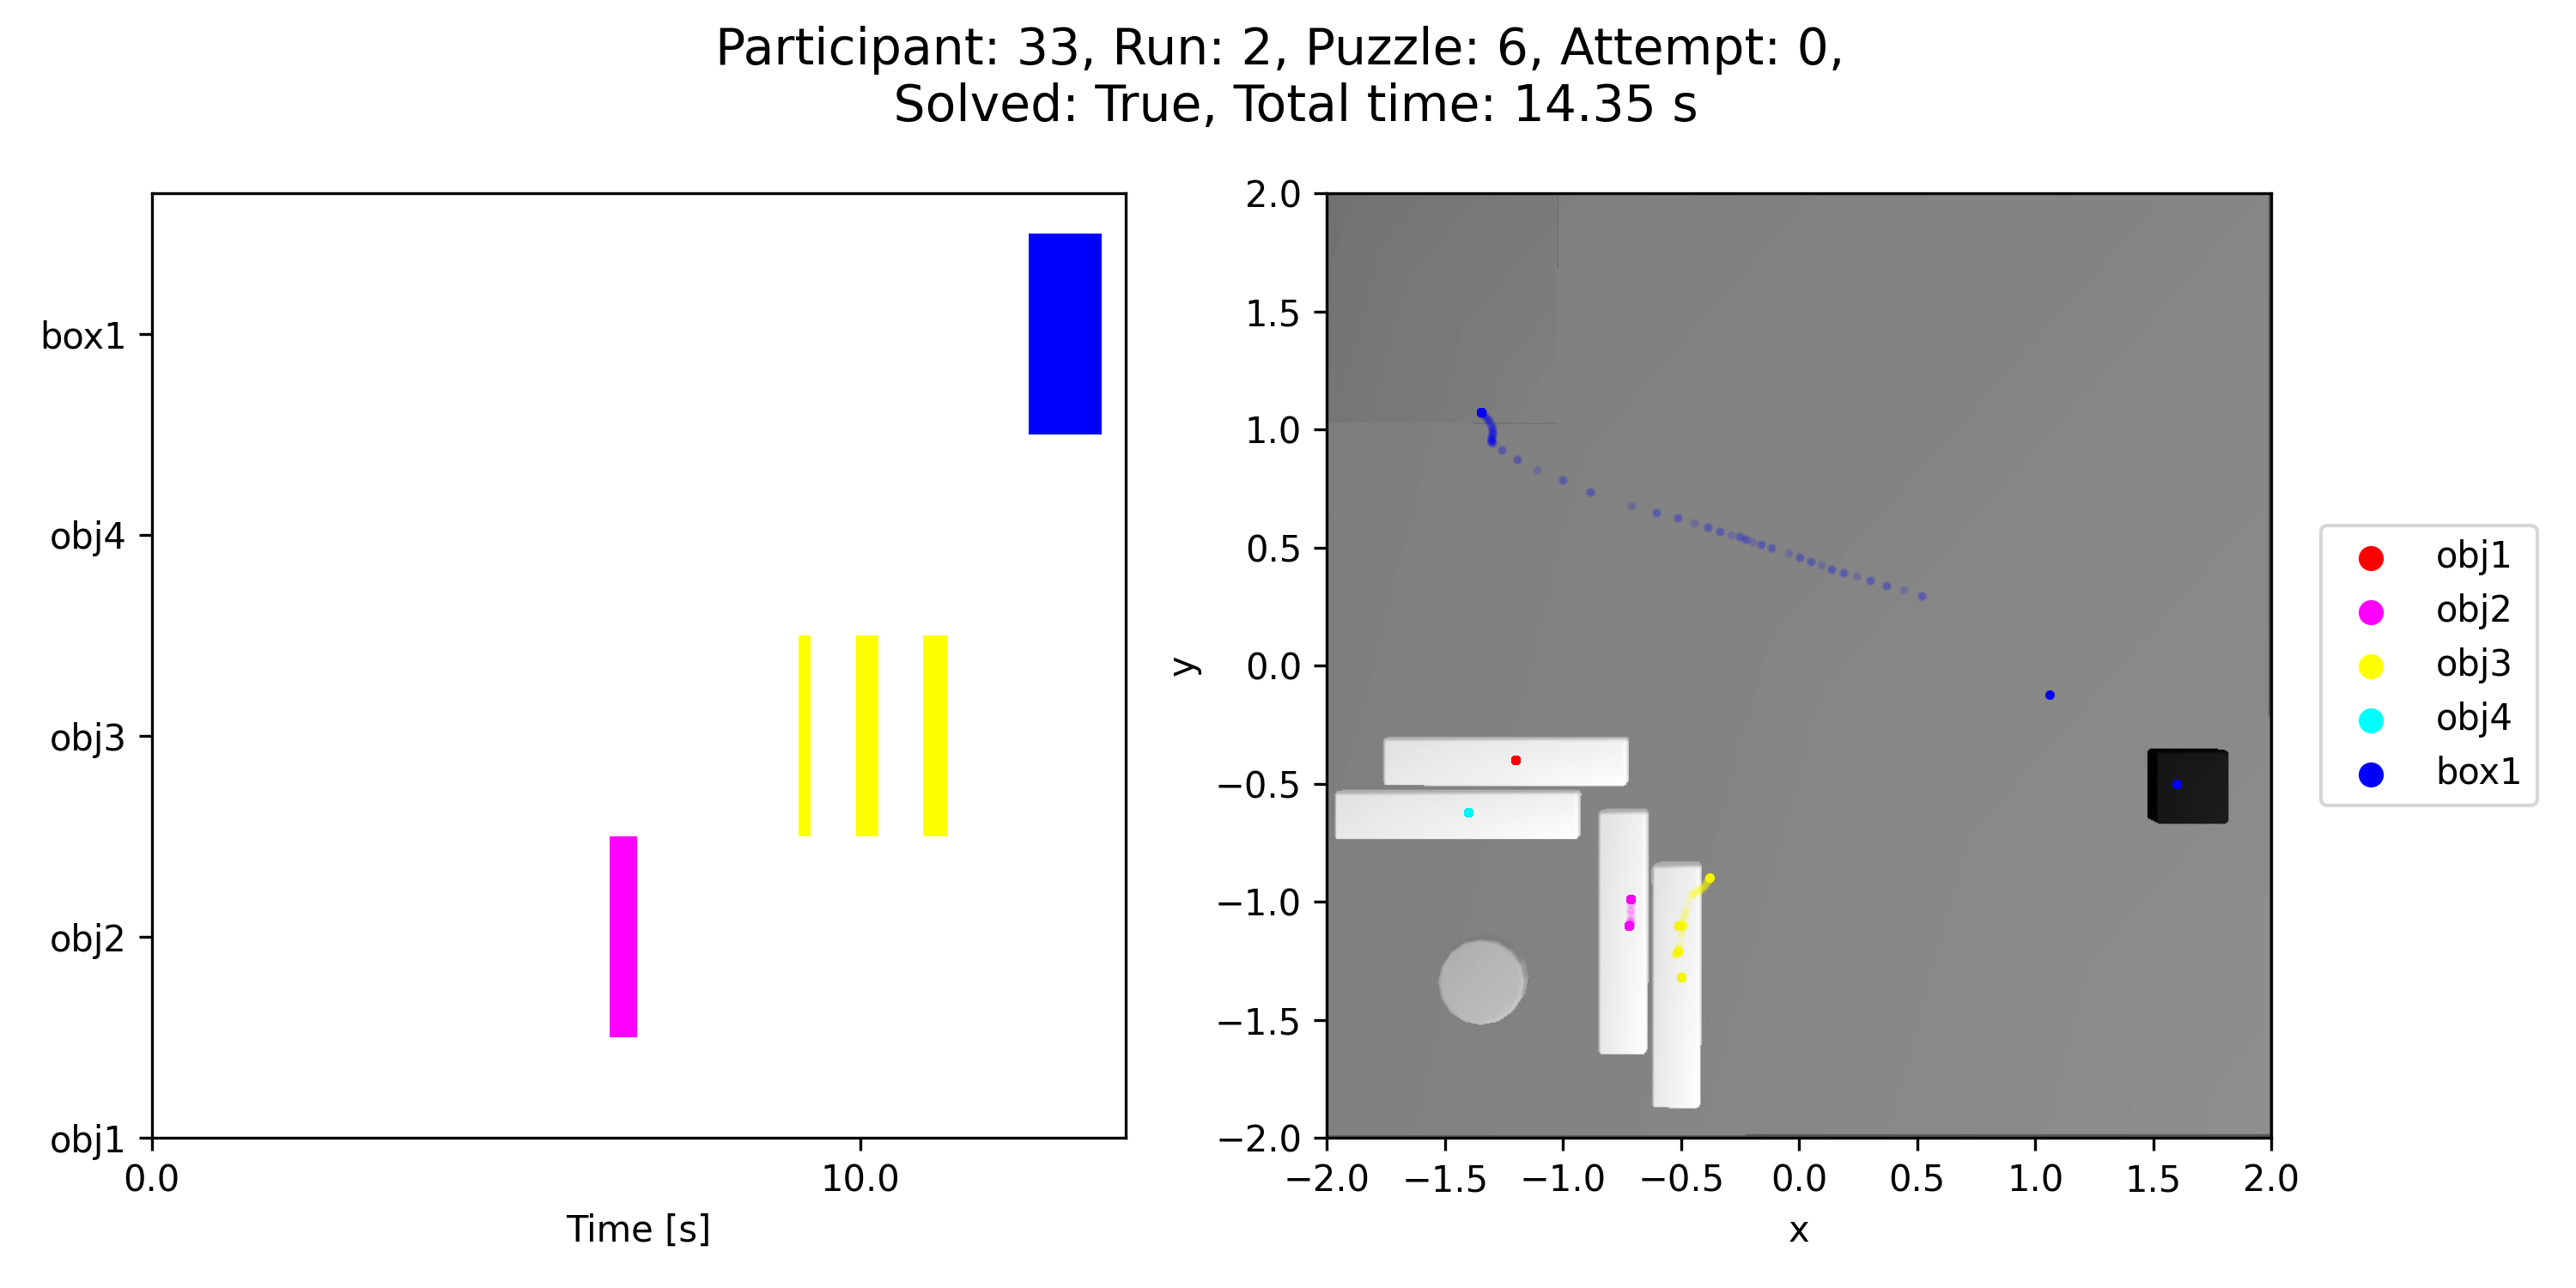 Participant: 33, Run: 2, Puzzle: 6, Attempt: 0,
Solved: True, Total time: 14.35 s
box1
obj4
obj3
obj2
obj1
0.0
10.0
Time [s]
2.0
1.5
1.0
0.5
0.0
−0.5
−1.0
−1.5
−2.0
y
−2.0
−1.5
−1.0
−0.5
0.0
0.5
1.0
1.5
2.0
x
obj1
obj2
obj3
obj4
box1